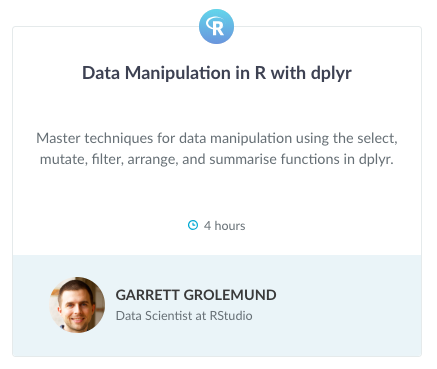 R
Data Manipulation in R with dplyr
Master techniques for data manipulation using the select,
mutate, filter, arrange, and summarise functions in dplyr.
4 hours
GARRETT GROLEMUND
Data Scientist at RStudio